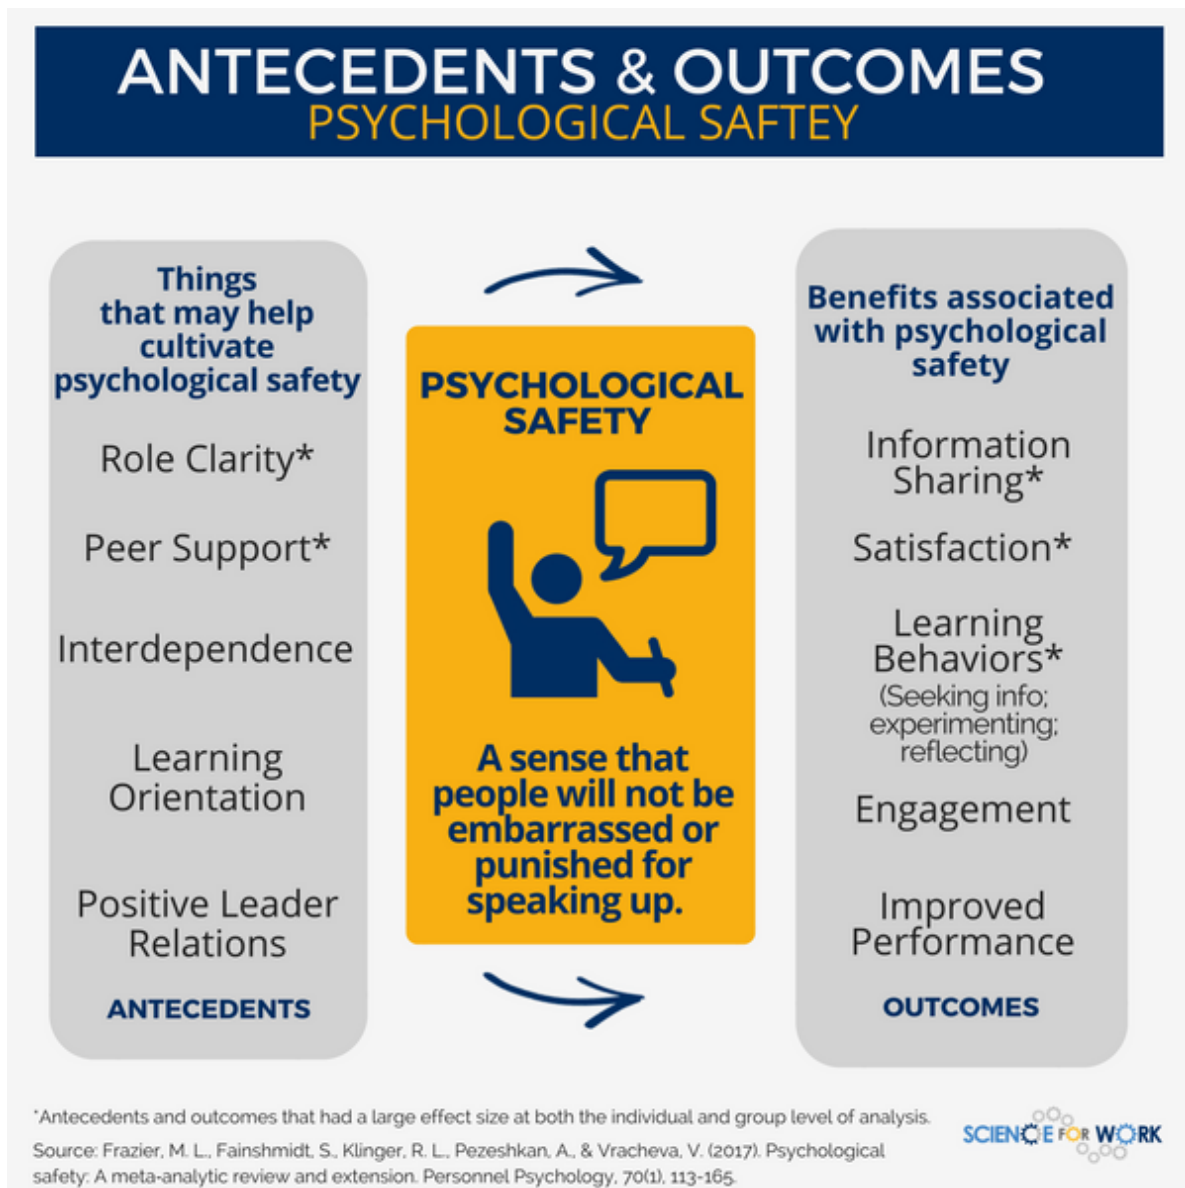 ANTECEDENTS & OUTCOMES
PSYCHOLOGICAL SAFTEY
Things
that may help
cultivate
psychological safety
Role Clarity*
Peer Support*
Interdependence
Learning
Orientation
Positive Leader
Relations
ANTECEDENTS
PSYCHOLOGICAL
SAFETY
A sense that
people will not be
embarrassed or
punished for
speaking up.
Benefits associated
with psychological
safety
Information
Sharing*
Satisfaction*
Learning
Behaviors*
(Seeking info;
experimenting;
reflecting)
Engagement
Improved
Performance
OUTCOMES
*Antecedents and outcomes that had a large effect size at both the individual and group level of analysis.
Source: Frazier, M. L., Fainshmidt, S., Klinger, R. L., Pezeshkan, A., & Vracheva, V. (2017). Psychological
safety: A meta-analytic review and extension. Personnel Psychology, 70(1), 113-165.
SCIENCE FOR WORK